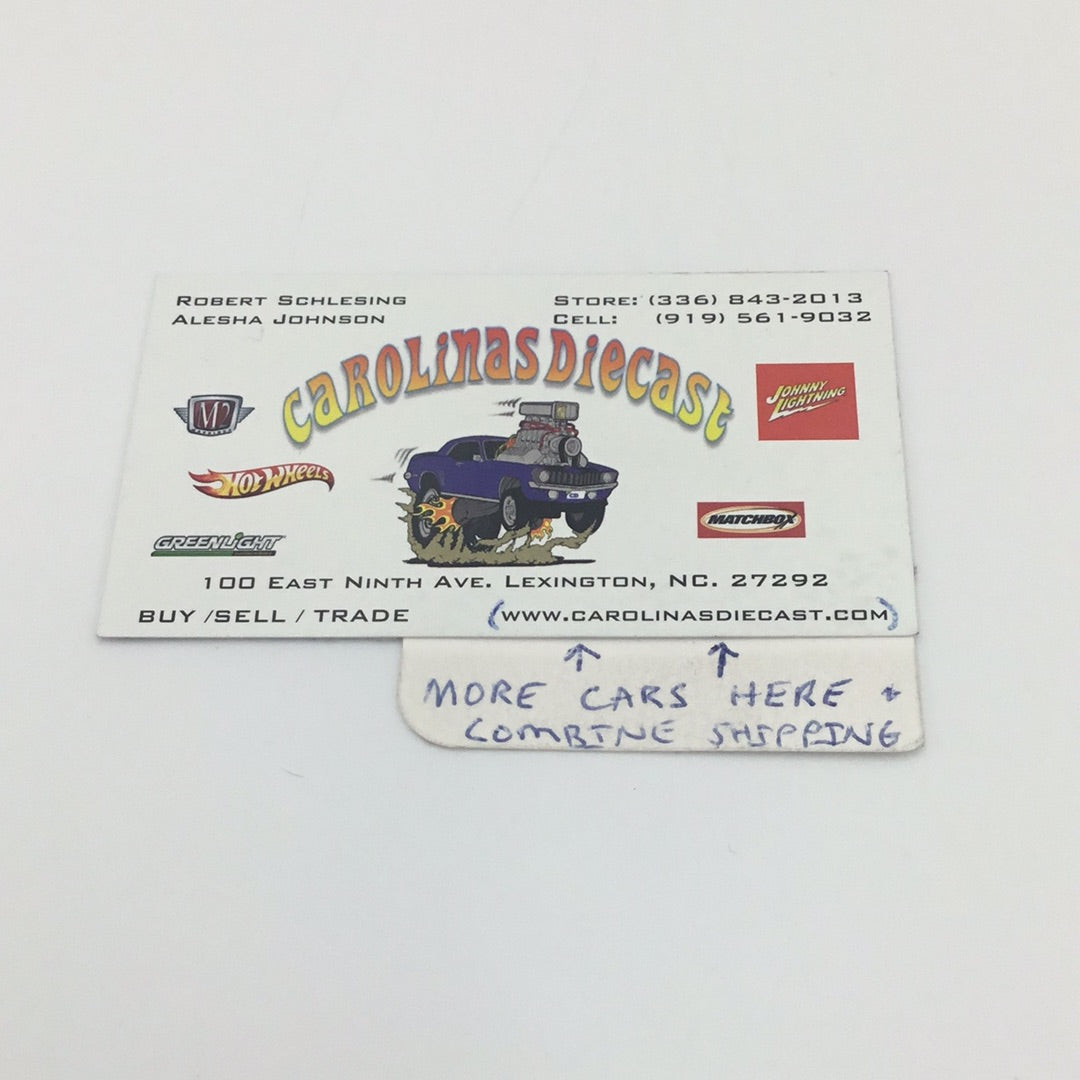 ROBERT SCHLESING
ALESHA JOHNSON
STORE: (336) 843-2013
CELL: (919) 561-9032
CAROLINAS DIECAST
M2
JOHNNY LIGHTNING
HOT WHEELS
MATCHBOX
GREENLIGHT
100 EAST NINTH AVE. LEXINGTON, NC. 27292
BUY /SELL / TRADE
(WWW.CAROLINASDIECAST.COM)
↑ ↑
MORE CARS HERE +
COMBINE SHIPPING